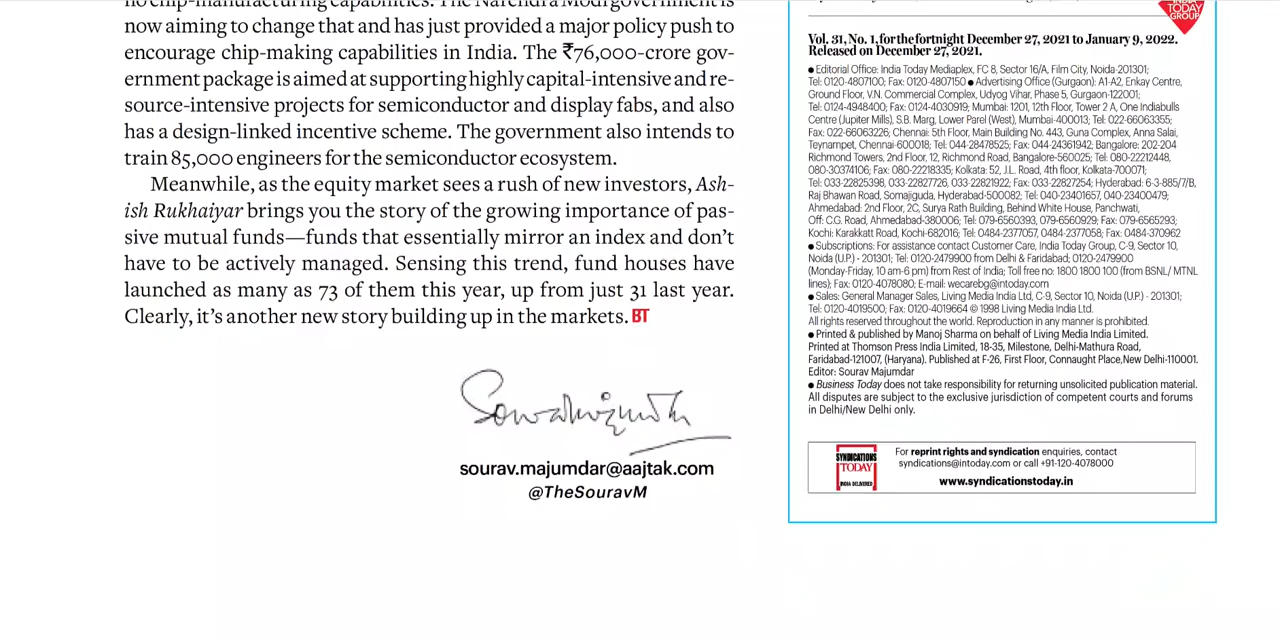 no chip-manufacturing capabilities. The Narendra Modi government is
now aiming to change that and has just provided a major policy push to
encourage chip-making capabilities in India. The ₹76,000-crore gov-
ernment package is aimed at supporting highly capital-intensive and re-
source-intensive projects for semiconductor and display fabs, and also
has a design-linked incentive scheme. The government also intends to
train 85,000 engineers for the semiconductor ecosystem.
Meanwhile, as the equity market sees a rush of new investors, Ash-
ish Rukhaiyar brings you the story of the growing importance of pas-
sive mutual funds—funds that essentially mirror an index and don't
have to be actively managed. Sensing this trend, fund houses have
launched as many as 73 of them this year, up from just 31 last year.
Clearly, it's another new story building up in the markets. BT
sourav.majumdar@aajtak.com
@TheSouravM
INDIA
TODAY
GROUP
Vol. 31, No. 1, for the fortnight December 27, 2021 to January 9, 2022.
Released on December 27, 2021.
● Editorial Office: India Today Mediaplex, FC 8, Sector 16/A, Film City, Noida-201301;
Tel: 0120-4807100; Fax: 0120-4807150 ● Advertising Office (Gurgaon): A1-A2, Enkay Centre,
Ground Floor, V.N. Commercial Complex, Udyog Vihar, Phase 5, Gurgaon-122001;
Tel: 0124-4948400; Fax: 0124-4030919; Mumbai: 1201, 12th Floor, Tower 2 A, One Indiabulls
Centre (Jupiter Mills), S.B. Marg, Lower Parel (West), Mumbai-400013; Tel: 022-66063355;
Fax: 022-66063226; Chennai: 5th Floor, Main Building No. 443, Guna Complex, Anna Salai,
Teynampet, Chennai-600018; Tel: 044-28478525; Fax: 044-24361942; Bangalore: 202-204
Richmond Towers, 2nd Floor, 12, Richmond Road, Bangalore-560025; Tel: 080-22212448,
080-30374106; Fax: 080-22218335; Kolkata: 52, J.L. Road, 4th floor, Kolkata-700071;
Tel: 033-22825398, 033-22827726, 033-22821922; Fax: 033-22827254; Hyderabad: 6-3-885/7/B,
Raj Bhawan Road, Somajiguda, Hyderabad-500082; Tel: 040-23401657, 040-23400479;
Ahmedabad: 2nd Floor, 2C, Surya Rath Building, Behind White House, Panchwati,
Off: C.G. Road, Ahmedabad-380006; Tel: 079-6560393, 079-6560929; Fax: 079-6565293;
Kochi: Karakkatt Road, Kochi-682016; Tel: 0484-2377057, 0484-2377058; Fax: 0484-370962
● Subscriptions: For assistance contact Customer Care, India Today Group, C-9, Sector 10,
Noida (U.P.) - 201301; Tel: 0120-2479900 from Delhi & Faridabad; 0120-2479900
(Monday-Friday, 10 am-6 pm) from Rest of India; Toll free no: 1800 1800 100 (from BSNL/ MTNL
lines); Fax: 0120-4078080; E-mail: wecarebg@intoday.com
● Sales: General Manager Sales, Living Media India Ltd, C-9, Sector 10, Noida (U.P.) - 201301;
Tel: 0120-4019500; Fax: 0120-4019664 © 1998 Living Media India Ltd.
All rights reserved throughout the world. Reproduction in any manner is prohibited.
● Printed & published by Manoj Sharma on behalf of Living Media India Limited.
Printed at Thomson Press India Limited, 18-35, Milestone, Delhi-Mathura Road,
Faridabad-121007, (Haryana). Published at F-26, First Floor, Connaught Place,New Delhi-110001.
Editor: Sourav Majumdar
● Business Today does not take responsibility for returning unsolicited publication material.
All disputes are subject to the exclusive jurisdiction of competent courts and forums
in Delhi/New Delhi only.
SYNDICATIONS
TODAY
INDIA DELIVERED
For reprint rights and syndication enquiries, contact
syndications@intoday.com or call +91-120-4078000
www.syndicationstoday.in